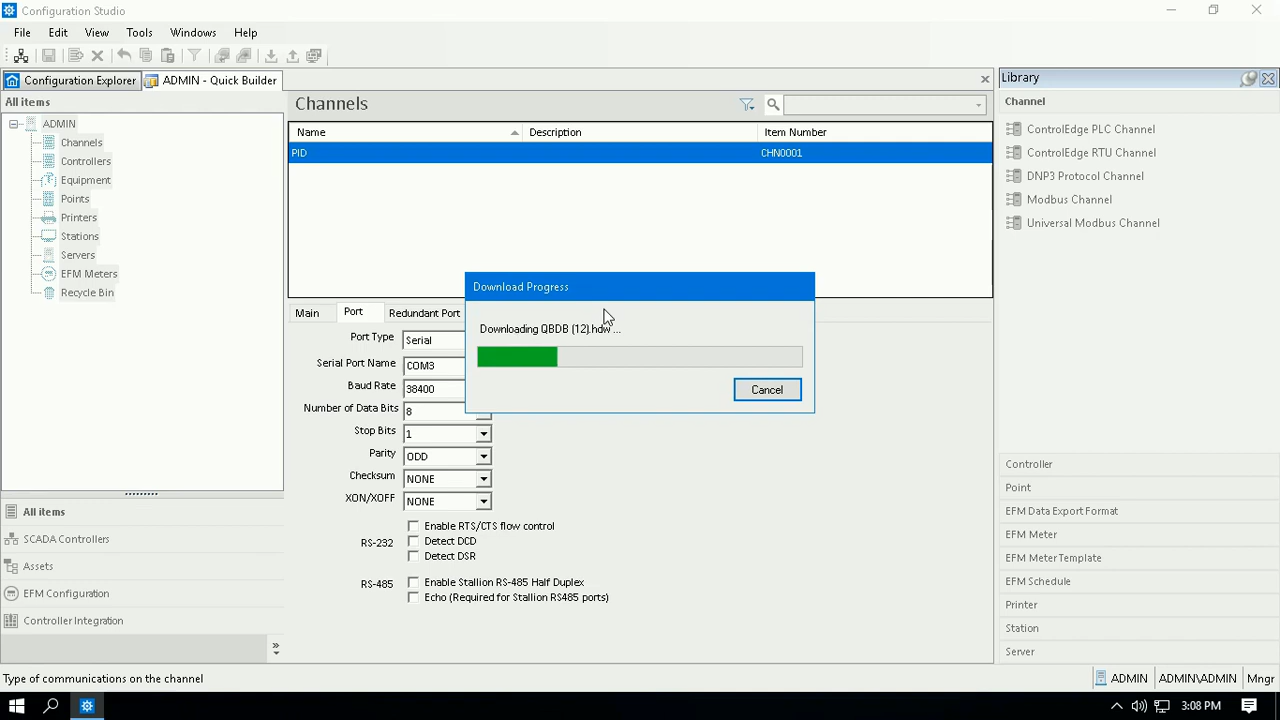 Configuration Studio
File Edit View Tools Windows Help
Configuration Explorer ADMIN - Quick Builder
All items
ADMIN
Channels
Controllers
Equipment
Points
Printers
Stations
Servers
EFM Meters
Recycle Bin
All items
SCADA Controllers
Assets
EFM Configuration
Controller Integration
»
Channels
Name Description Item Number
PID CHN0001
Download Progress
Downloading QBDB (12).hdw ...
Cancel
Main Port Redundant Port
Port Type Serial
Serial Port Name COM3
Baud Rate 38400
Number of Data Bits 8
Stop Bits 1
Parity ODD
Checksum NONE
XON/XOFF NONE
Enable RTS/CTS flow control
RS-232 Detect DCD
Detect DSR
RS-485 Enable Stallion RS-485 Half Duplex
Echo (Required for Stallion RS485 ports)
Library
Channel
ControlEdge PLC Channel
ControlEdge RTU Channel
DNP3 Protocol Channel
Modbus Channel
Universal Modbus Channel
Controller
Point
EFM Data Export Format
EFM Meter
EFM Meter Template
EFM Schedule
Printer
Station
Server
Type of communications on the channel ADMIN ADMIN\ADMIN Mngr
3:08 PM